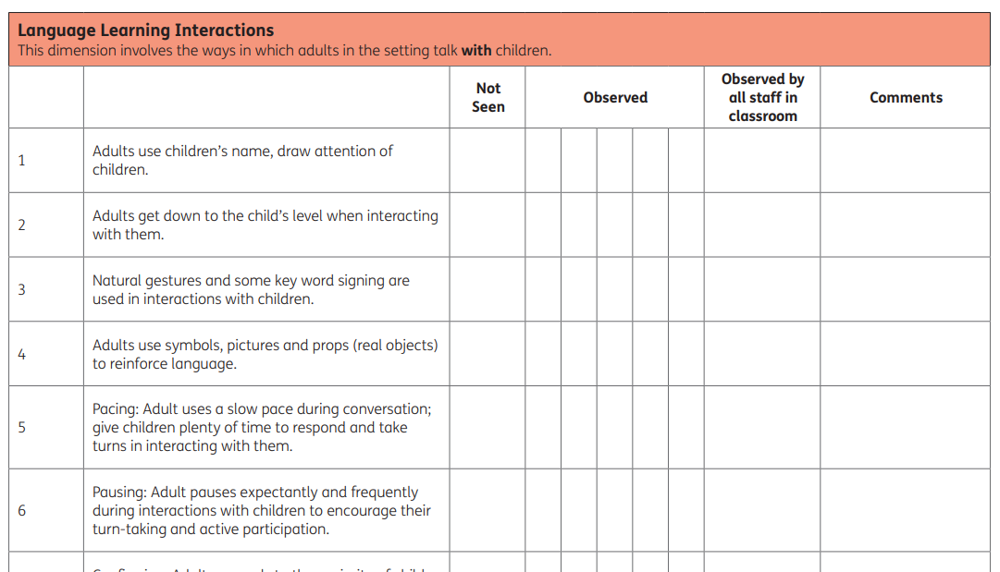 Language Learning Interactions
This dimension involves the ways in which adults in the setting talk with children.
Not
Seen
Observed
Observed by
all staff in
classroom
Comments
1
Adults use children’s name, draw attention of
children.
2
Adults get down to the child’s level when interacting
with them.
3
Natural gestures and some key word signing are
used in interactions with children.
4
Adults use symbols, pictures and props (real objects)
to reinforce language.
5
Pacing: Adult uses a slow pace during conversation;
give children plenty of time to respond and take
turns in interacting with them.
6
Pausing: Adult pauses expectantly and frequently
during interactions with children to encourage their
turn-taking and active participation.